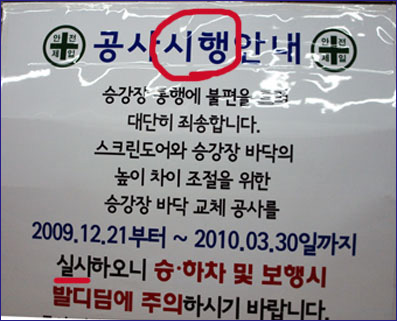 안전제일 공사시행안내 안전제일
승강장 통행에 불편을
대단히 죄송합니다.
스크린도어와 승강장 바닥의
높이 차이 조절을 위한
승강장 바닥 교체 공사를
2009.12.21부터 ~ 2010.03.30일까지
실시하오니 승·하차 및 보행시
발디딤에 주의하시기 바랍니다.